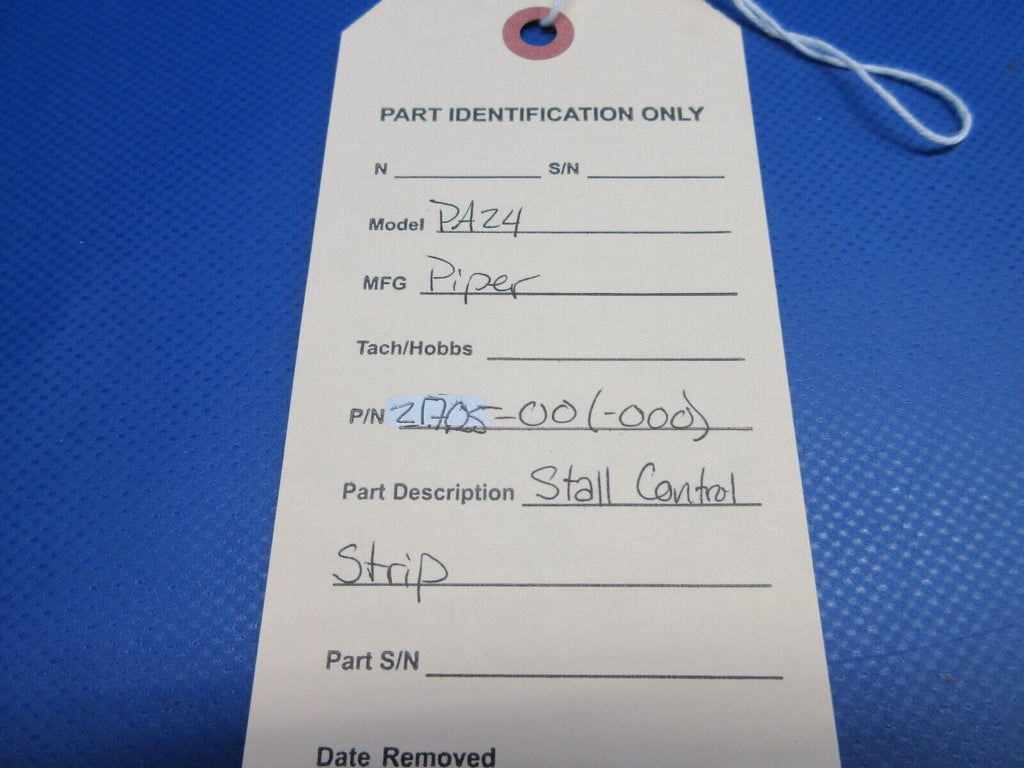 PART IDENTIFICATION ONLY
N S/N
Model PA24
MFG Piper
Tach/Hobbs
P/N 21705-00 (-000)
Part Description Stall Control
Strip
Part S/N
Date Removed